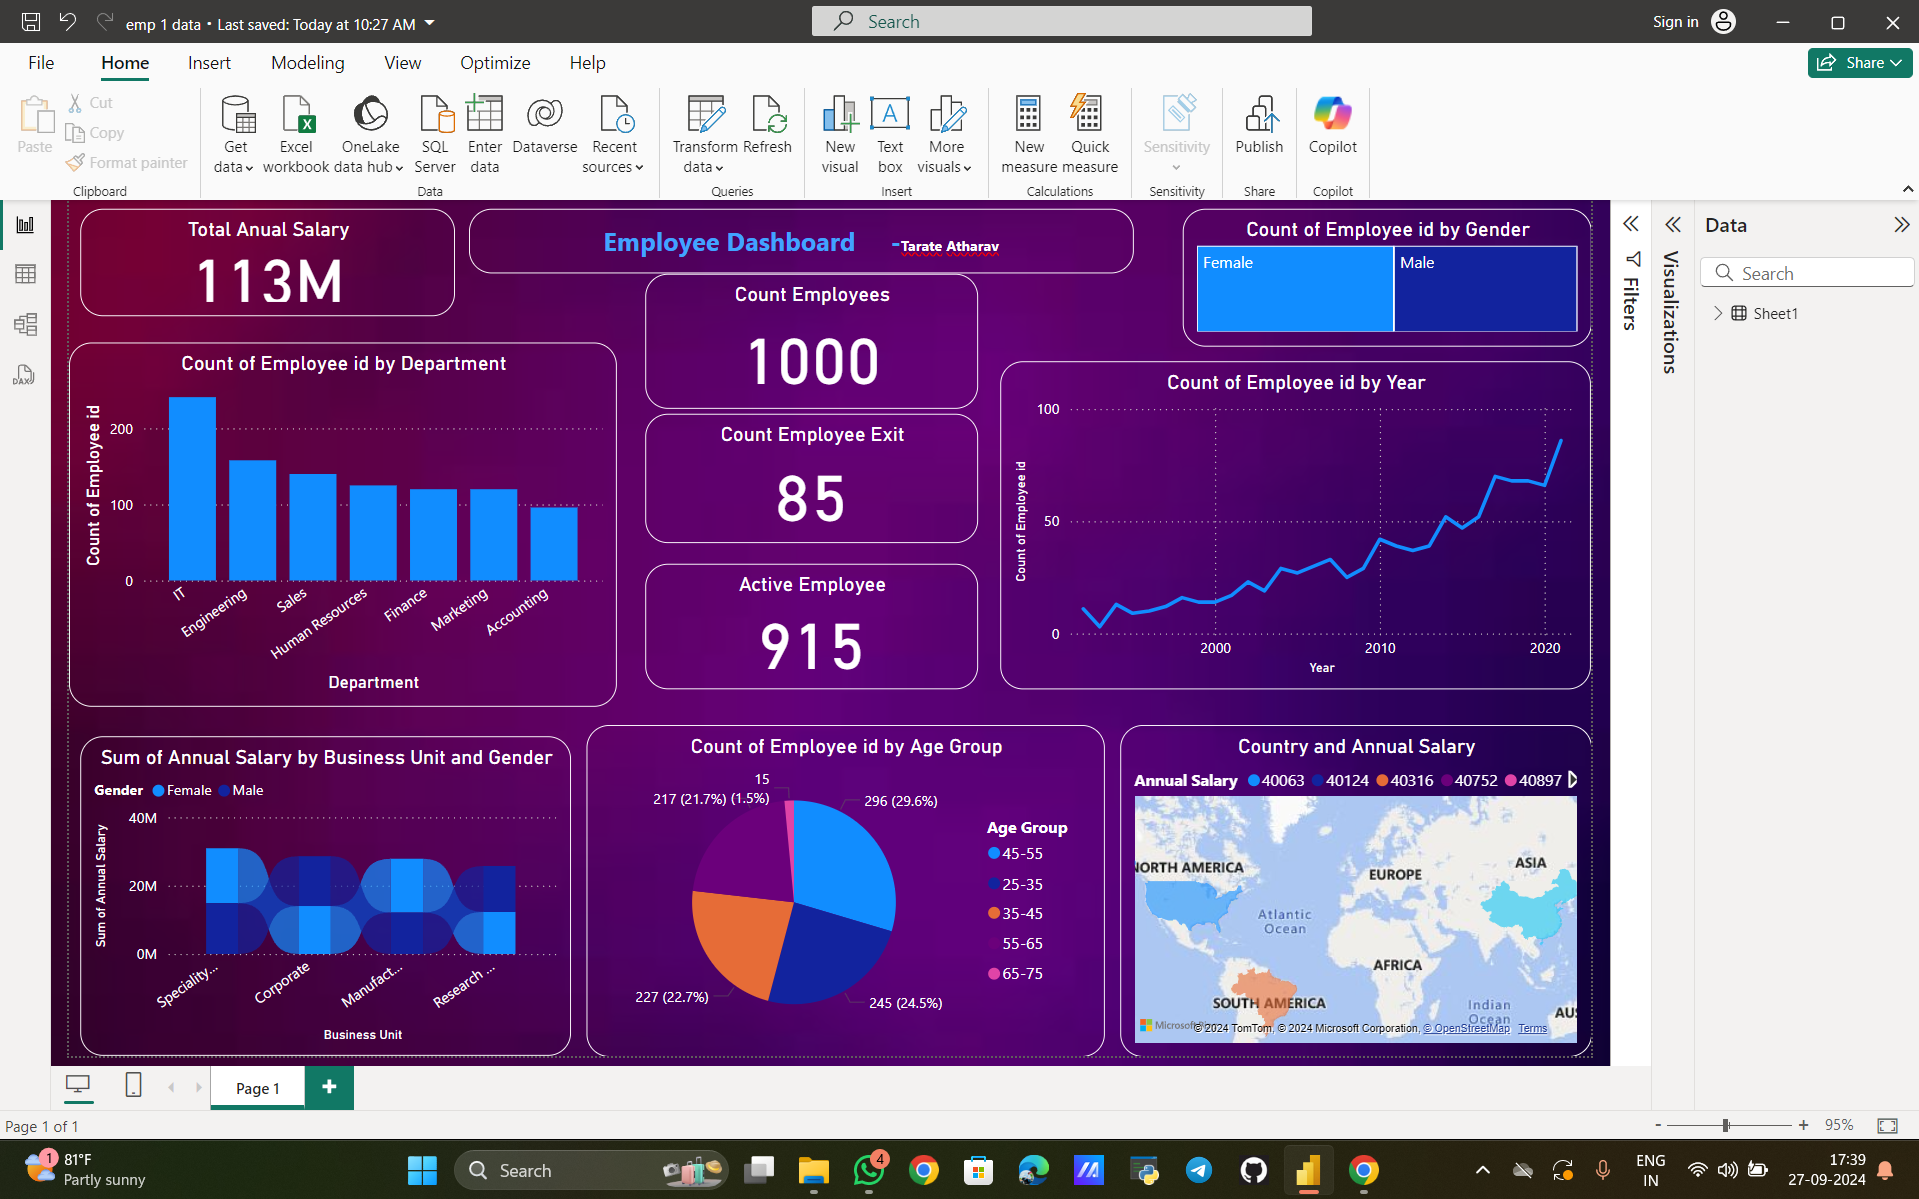 emp 1 data • Last saved: Today at 10:27 AM
Search
Sign in
File
Home
Insert
Modeling
View
Optimize
Help
Share
Paste
Cut
Copy
Format painter
Clipboard
Get data
Excel workbook
OneLake data hub
SQL Server
Enter data
Dataverse
Recent sources
Data
Transform data
Refresh
Queries
New visual
Text box
More visuals
Insert
New measure
Quick measure
Calculations
Sensitivity
Sensitivity
Publish
Share
Copilot
Copilot
DAX
Total Anual Salary
113M
Employee Dashboard -Tarate Atharav
Count of Employee id by Gender
Female
Male
Count Employees
1000
Count Employee Exit
85
Active Employee
915
Count of Employee id by Department
Count of Employee id
200
100
0
IT
Engineering
Sales
Human Resources
Finance
Marketing
Accounting
Department
Count of Employee id by Year
Count of Employee id
100
50
0
2000
2010
2020
Year
Sum of Annual Salary by Business Unit and Gender
Gender Female Male
Sum of Annual Salary
40M
20M
0M
Speciality...
Corporate
Manufact...
Research ...
Business Unit
Count of Employee id by Age Group
15
(1.5%)
217 (21.7%)
296 (29.6%)
227 (22.7%)
245 (24.5%)
Age Group
45-55
25-35
35-45
55-65
65-75
Country and Annual Salary
Annual Salary 40063 40124 40316 40752 40897
NORTH AMERICA
EUROPE
ASIA
Atlantic Ocean
AFRICA
SOUTH AMERICA
Indian Ocean
AUS
Microsoft
© 2024 TomTom, © 2024 Microsoft Corporation, © OpenStreetMap Terms
Filters
Visualizations
Data
Search
Sheet1
Page 1
Page 1 of 1
- + 95%
1
81°F
Partly sunny
Search
4
ENG
IN
17:39
27-09-2024